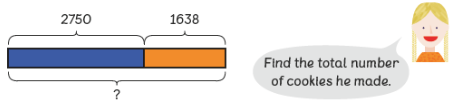 2750 1638
?
Find the total number
of cookies he made.